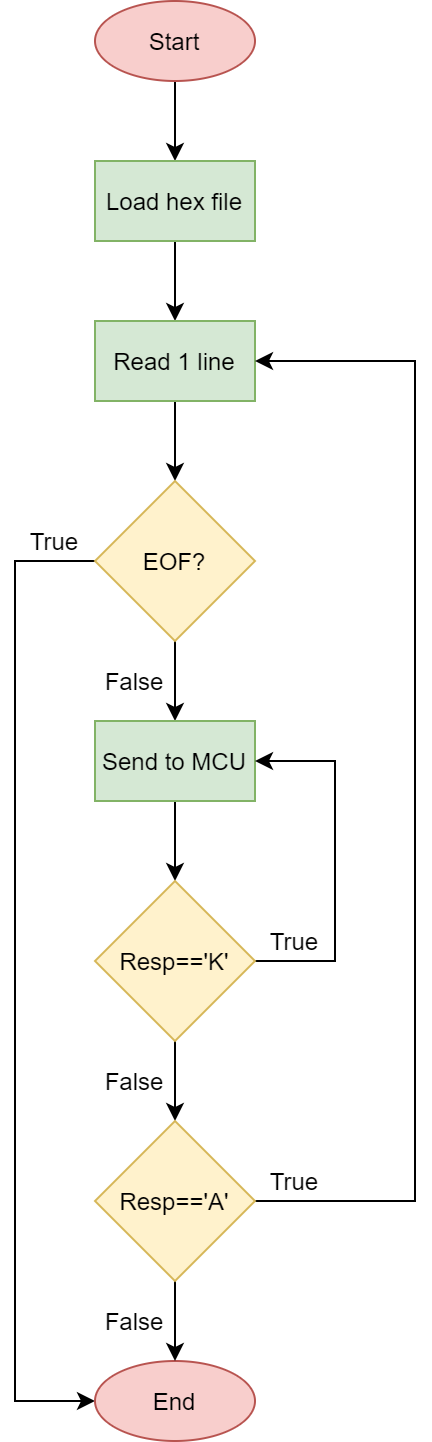 Start
Load hex file
Read 1 line
EOF?
True
False
Send to MCU
Resp=='K'
True
False
Resp=='A'
True
False
End